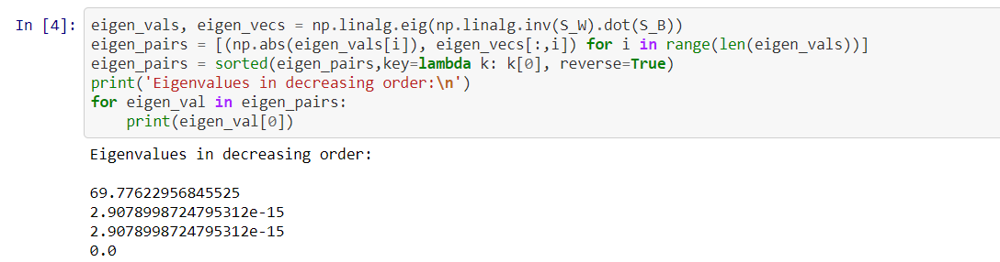 In [4]: eigen_vals, eigen_vecs = np.linalg.eig(np.linalg.inv(S_W).dot(S_B))
eigen_pairs = [(np.abs(eigen_vals[i]), eigen_vecs[:,i]) for i in range(len(eigen_vals))]
eigen_pairs = sorted(eigen_pairs,key=lambda k: k[0], reverse=True)
print('Eigenvalues in decreasing order:\n')
for eigen_val in eigen_pairs:
    print(eigen_val[0])
Eigenvalues in decreasing order:
69.77622956845525
2.9078998724795312e-15
2.9078998724795312e-15
0.0